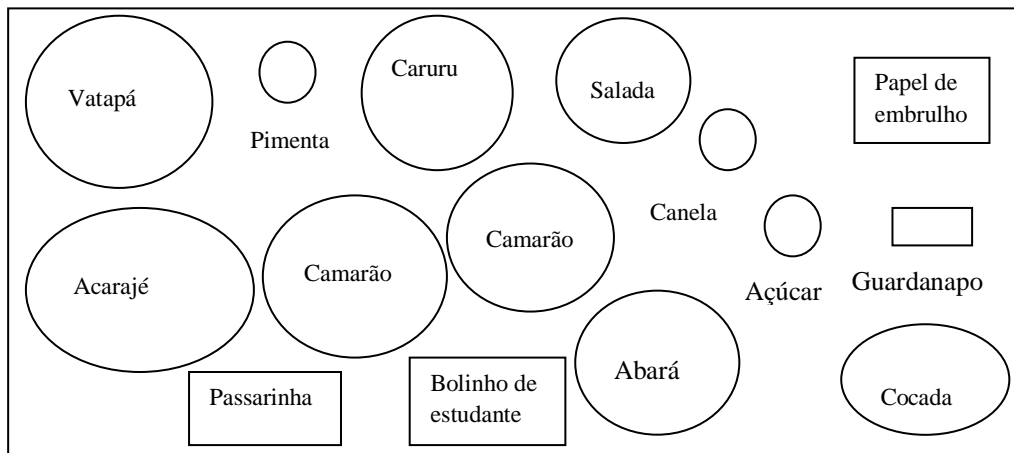 Vatapá
Pimenta
Caruru
Salada
Papel de
embrulho
Canela
Acarajé
Camarão
Camarão
Açúcar
Guardanapo
Passarinha
Bolinho de
estudante
Abará
Cocada